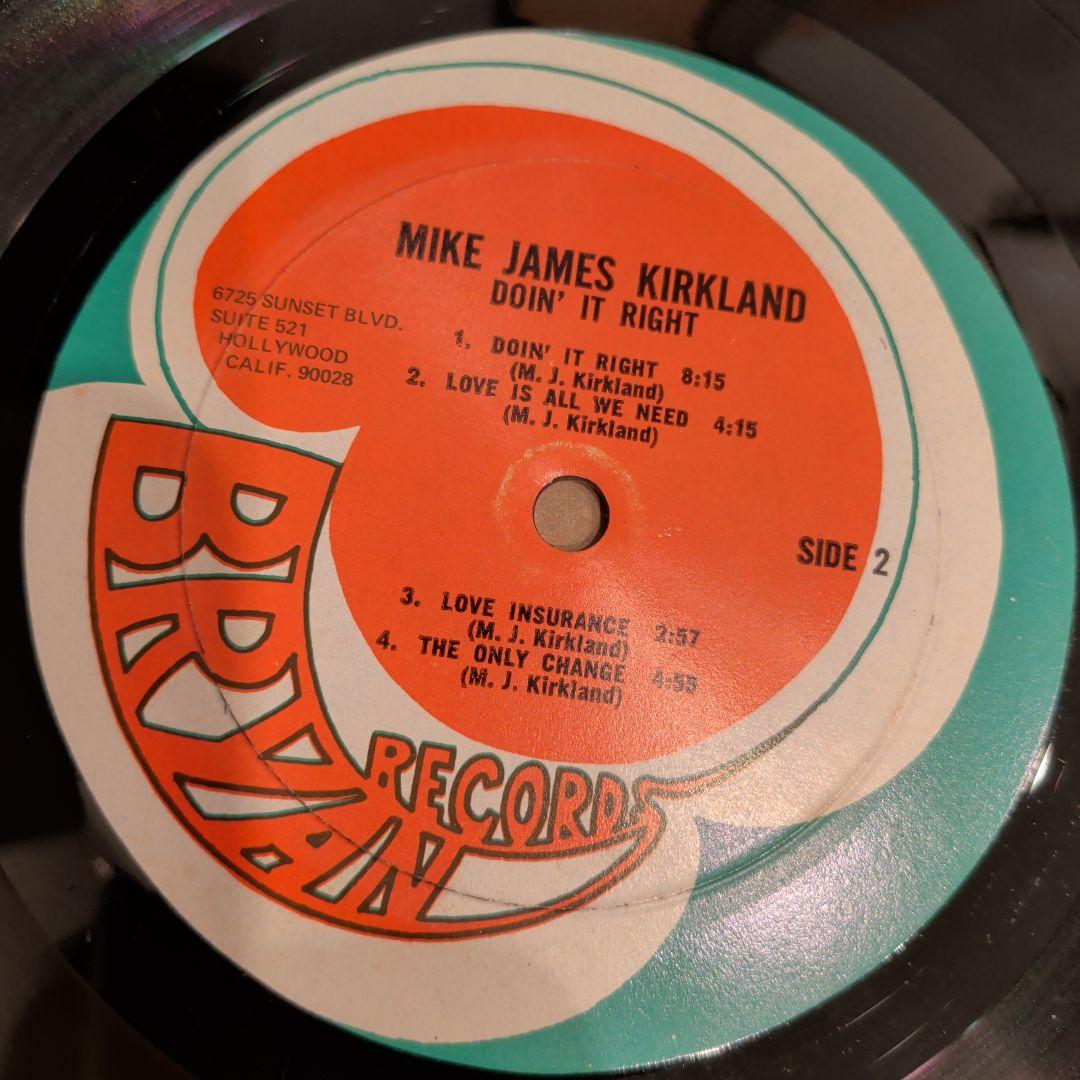 MIKE JAMES KIRKLAND
DOIN' IT RIGHT
6725 SUNSET BLVD.
SUITE 521
HOLLYWOOD
CALIF. 90028
1. DOIN' IT RIGHT 8:15
(M. J. Kirkland)
2. LOVE IS ALL WE NEED 4:15
(M. J. Kirkland)
SIDE 2
3. LOVE INSURANCE 2:57
(M. J. Kirkland)
4. THE ONLY CHANGE 4:55
(M. J. Kirkland)
BRYAN
RECORDS